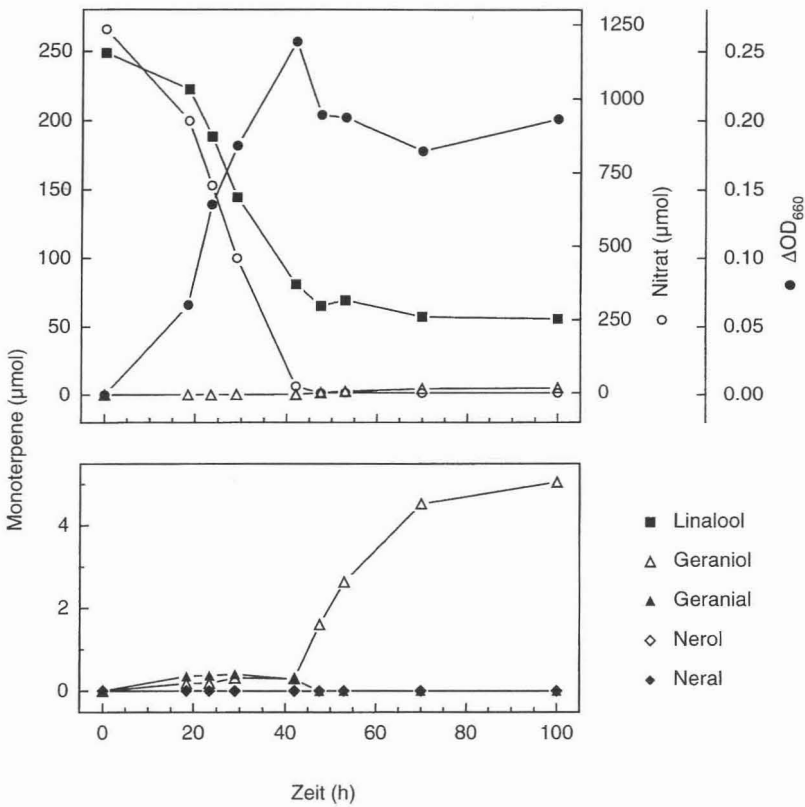 250
200
150
100
50
0
1250
1000
750
500
250
0
Nitrat (µmol)
0.25
0.20
0.15
0.10
0.05
0.00
ΔOD660
Monoterpene (µmol)
4
2
0
0 20 40 60 80 100
Zeit (h)
Linalool
Geraniol
Geranial
Nerol
Neral